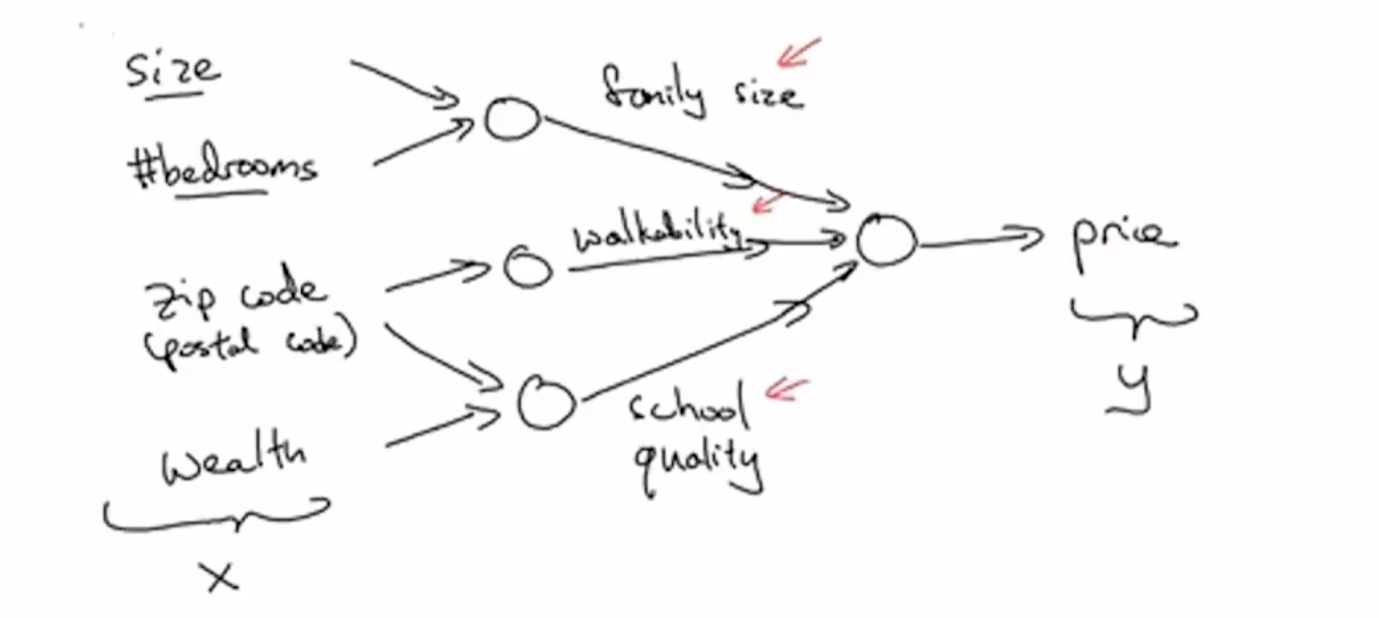 size
family size
#bedrooms
walkability
price
zip code
(postal code)
y
school
quality
wealth
x